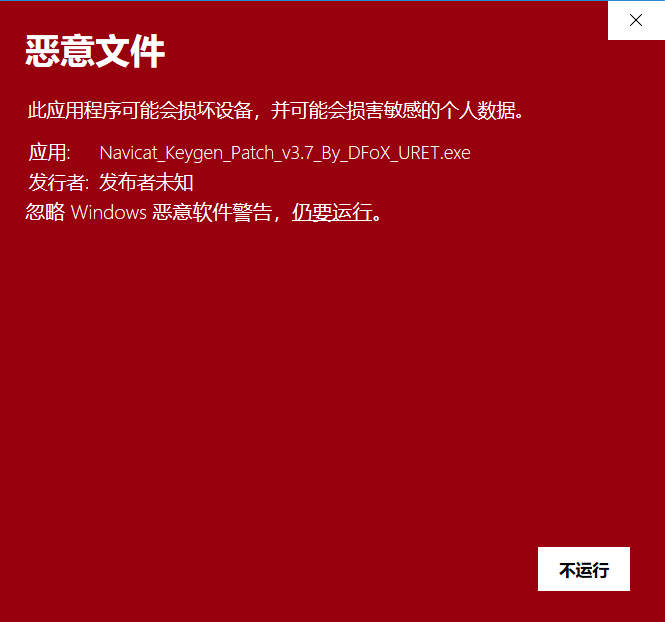 恶意文件
此应用程序可能会损坏设备，并可能会损害敏感的个人数据。
应用: Navicat_Keygen_Patch_v3.7_By_DFoX_URET.exe
发行者: 发布者未知
忽略 Windows 恶意软件警告，仍要运行。
不运行